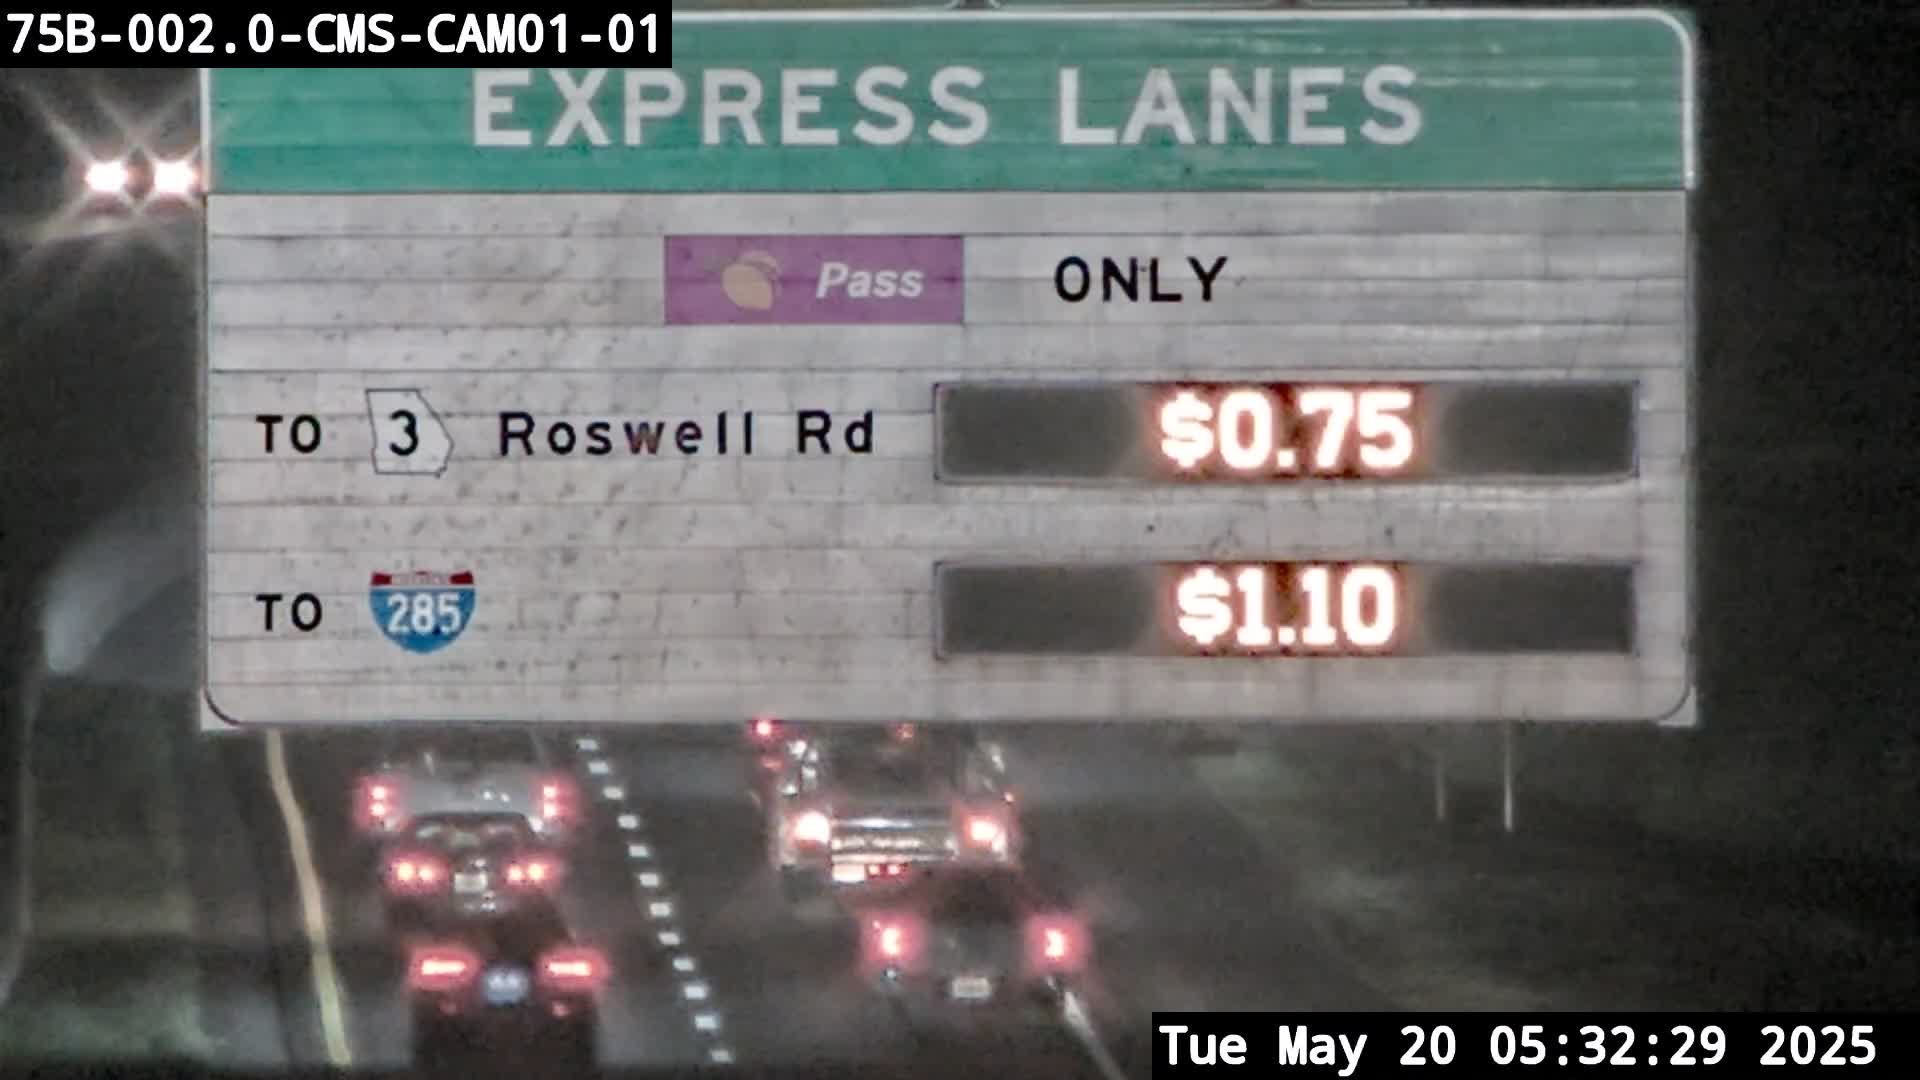 75B-002.0-CMS-CAM01-01
EXPRESS LANES
Pass ONLY
TO 3 Roswell Rd $0.75
TO 285 $1.10
Tue May 20 05:32:29 2025